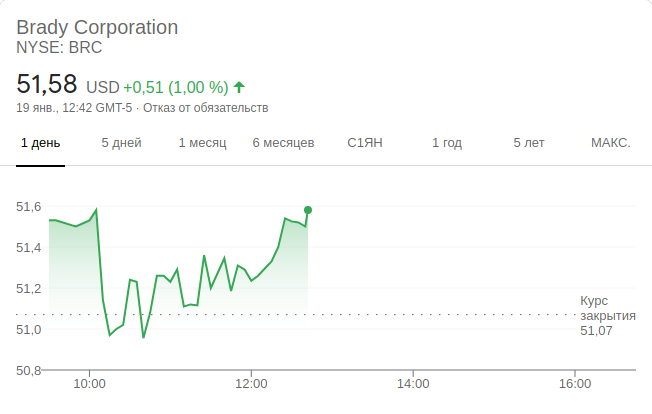 Brady Corporation
NYSE: BRC
51,58 USD +0,51 (1,00 %)
19 янв., 12:42 GMT-5 · Отказ от обязательств
1 день 5 дней 1 месяц 6 месяцев С1ЯН 1 год 5 лет МАКС.
51,6
51,4
51,2
51,0
50,8
Курс
закрытия
51,07
10:00 12:00 14:00 16:00